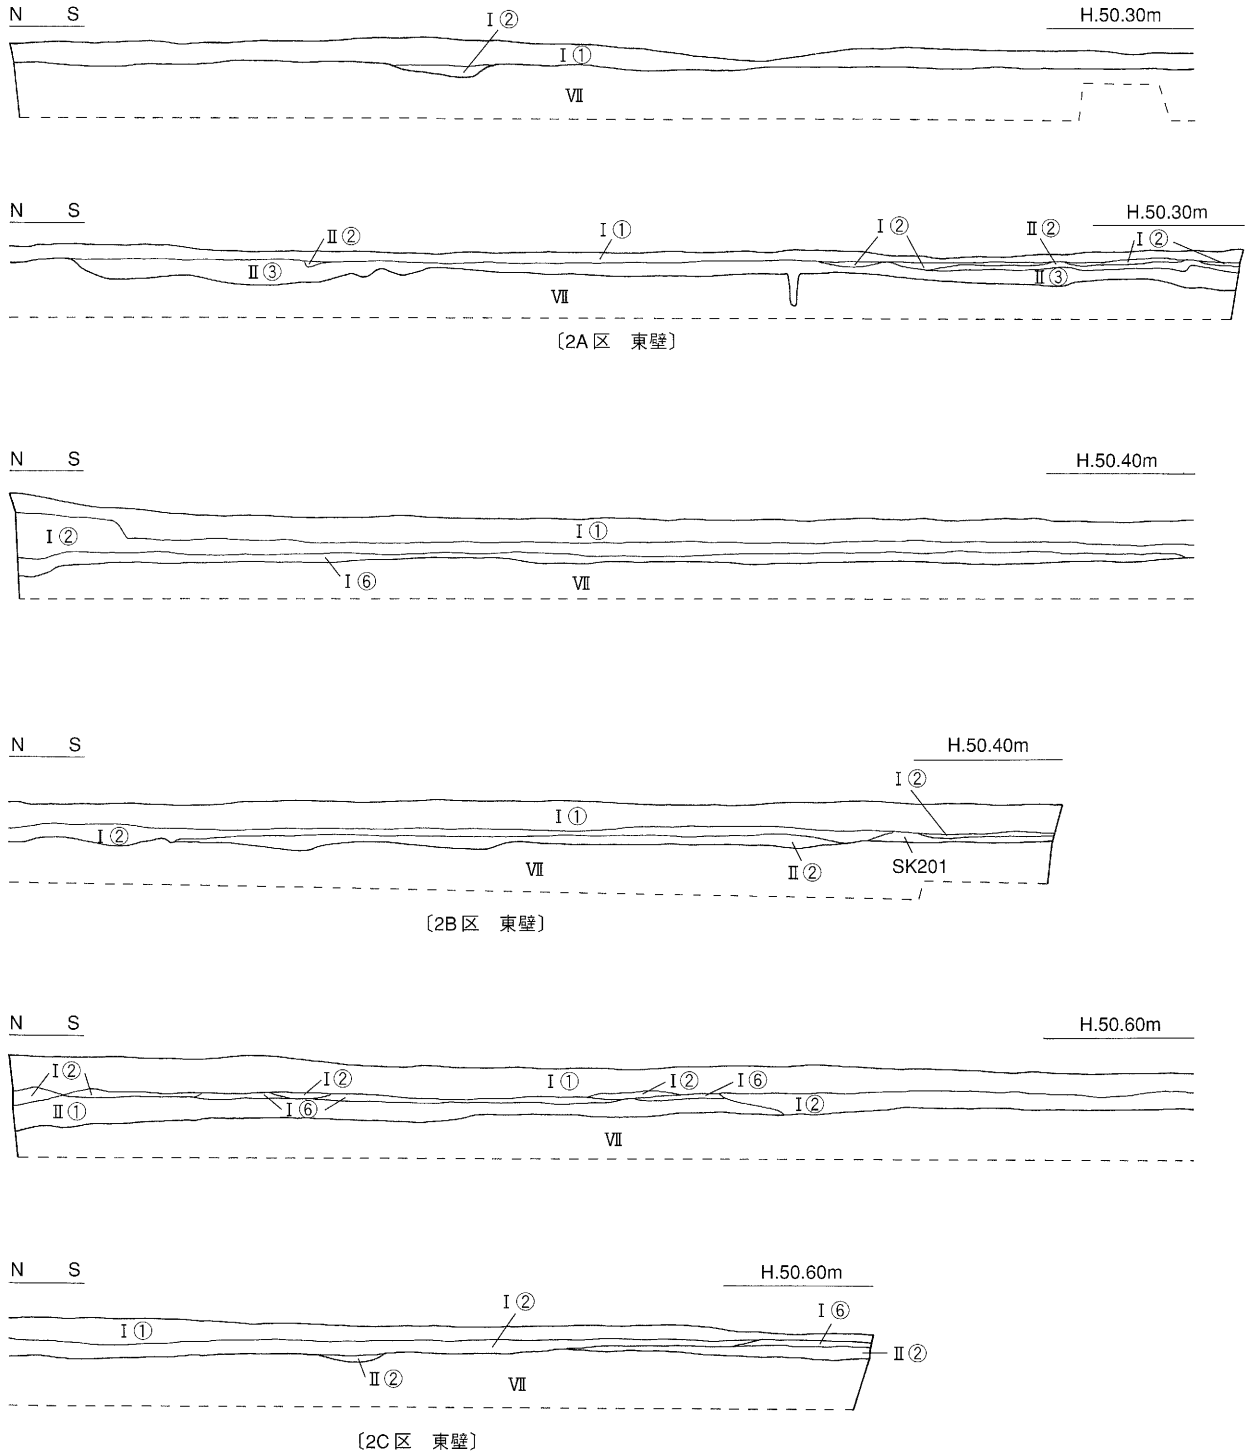 N S H.50.30m
Ⅰ②
Ⅰ①
Ⅶ
N S H.50.30m
Ⅱ② Ⅰ① Ⅰ② Ⅱ② Ⅰ②
Ⅱ③ Ⅱ③
Ⅶ
〔2A区 東壁〕
N S H.50.40m
Ⅰ② Ⅰ①
Ⅰ⑥ Ⅶ
N S H.50.40m
Ⅰ②
Ⅰ①
Ⅰ②
Ⅶ Ⅱ② SK201
〔2B区 東壁〕
N S H.50.60m
Ⅰ② Ⅰ② Ⅰ① Ⅰ② Ⅰ⑥
Ⅱ① Ⅰ⑥ Ⅰ②
Ⅶ
N S H.50.60m
Ⅰ② Ⅰ⑥
Ⅰ①
Ⅱ②
Ⅱ② Ⅶ
〔2C区 東壁〕